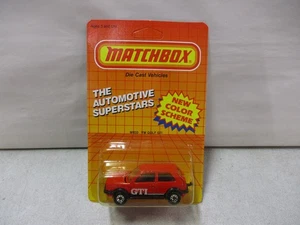 MATCHBOX
Die Cast Vehicles
THE
AUTOMOTIVE
SUPERSTARS
NEW
COLOR
SCHEME
GTI